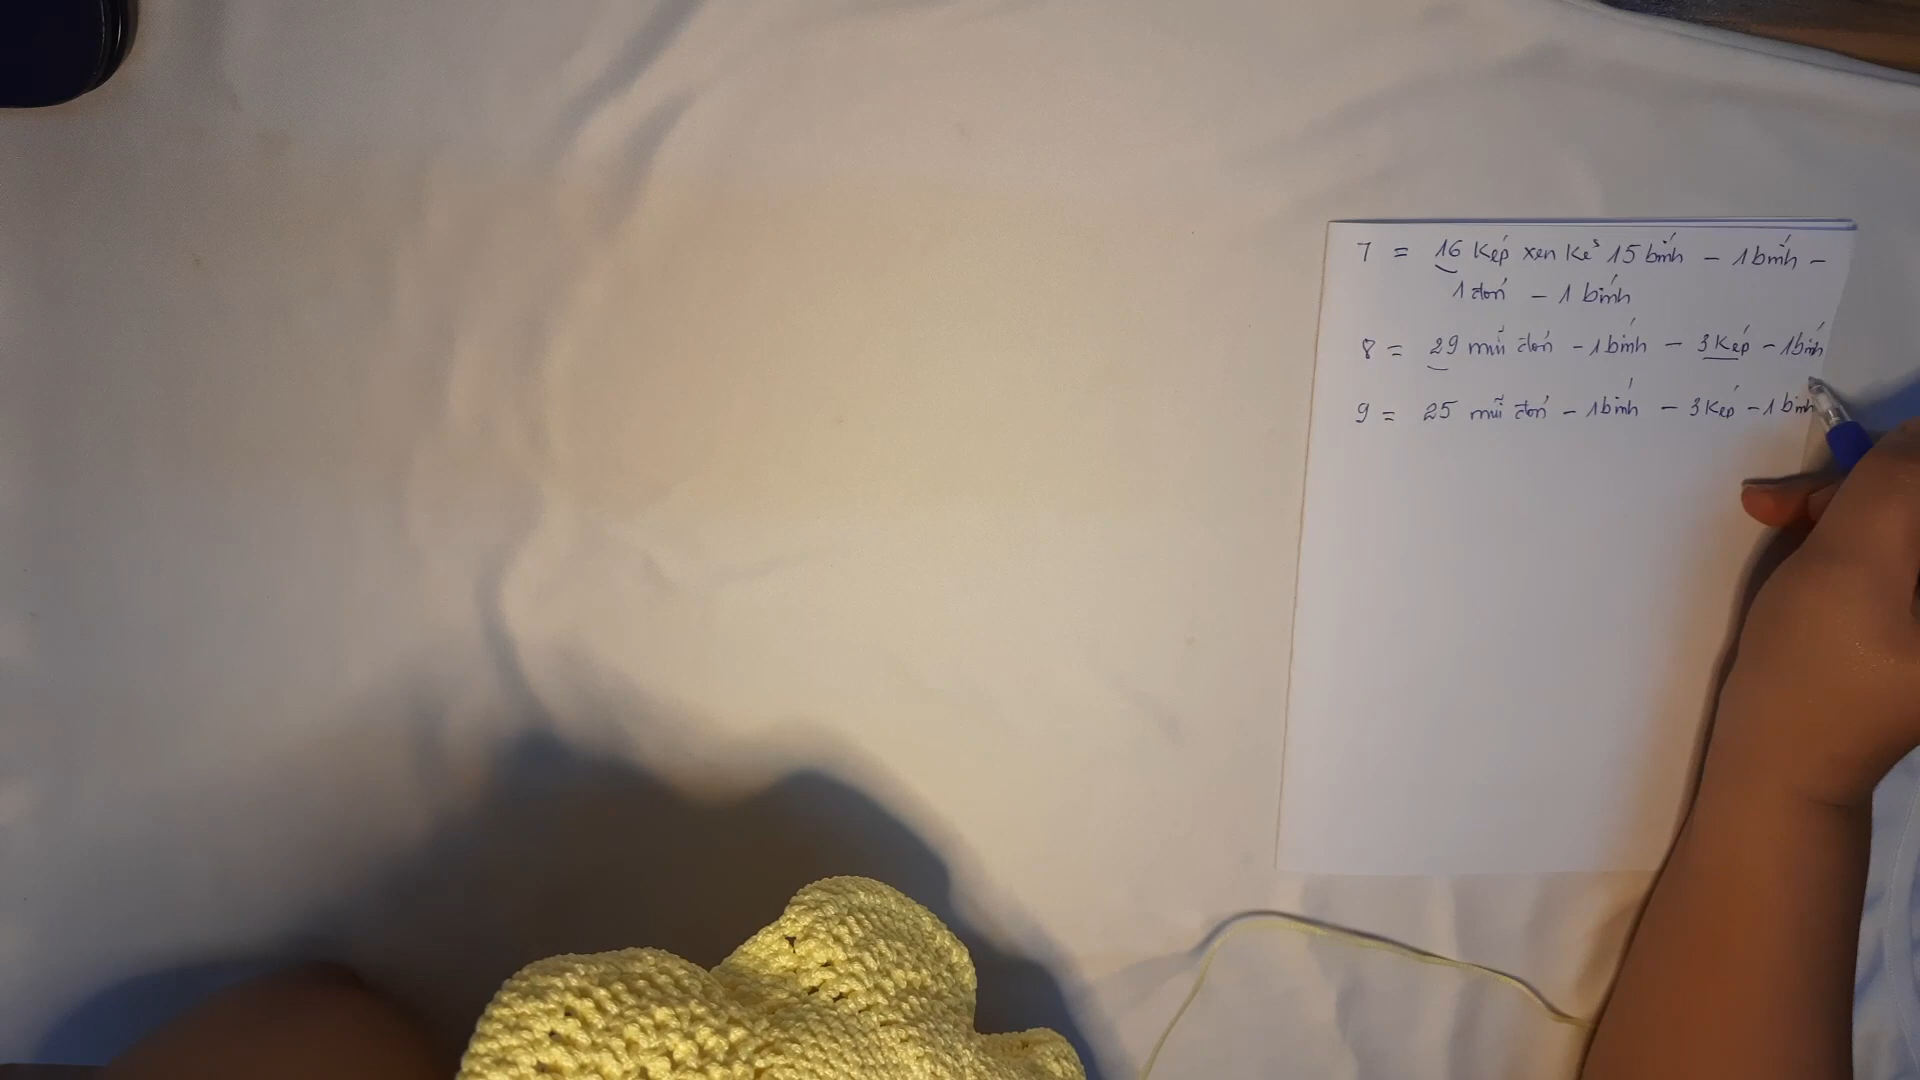 7 = 16 kép xen kẻ 15 bính - 1 bính -
1 đơn - 1 bính
8 = 29 mũi đơn - 1 bính - 3 kép - 1 bính
9 = 25 mũi đơn - 1 bính - 3 kép - 1 bính